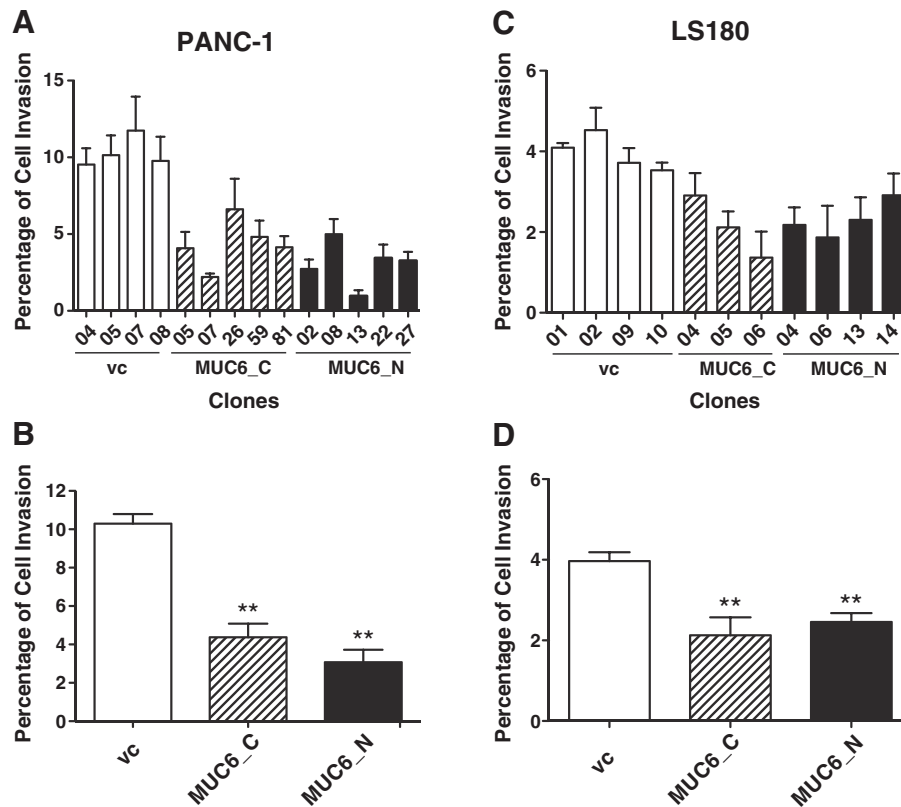 A
PANC-1
Percentage of Cell Invasion
15
10
5
0
04 05 07 08 05 07 26 59 81 02 08 13 22 27
vc MUC6_C MUC6_N
Clones
C
LS180
Percentage of Cell Invasion
6
4
2
0
01 02 09 10 04 05 06 04 06 13 14
vc MUC6_C MUC6_N
Clones
B
Percentage of Cell Invasion
12
10
8
6
4
2
0
** **
vc MUC6_C MUC6_N
D
Percentage of Cell Invasion
6
4
2
0
** **
vc MUC6_C MUC6_N